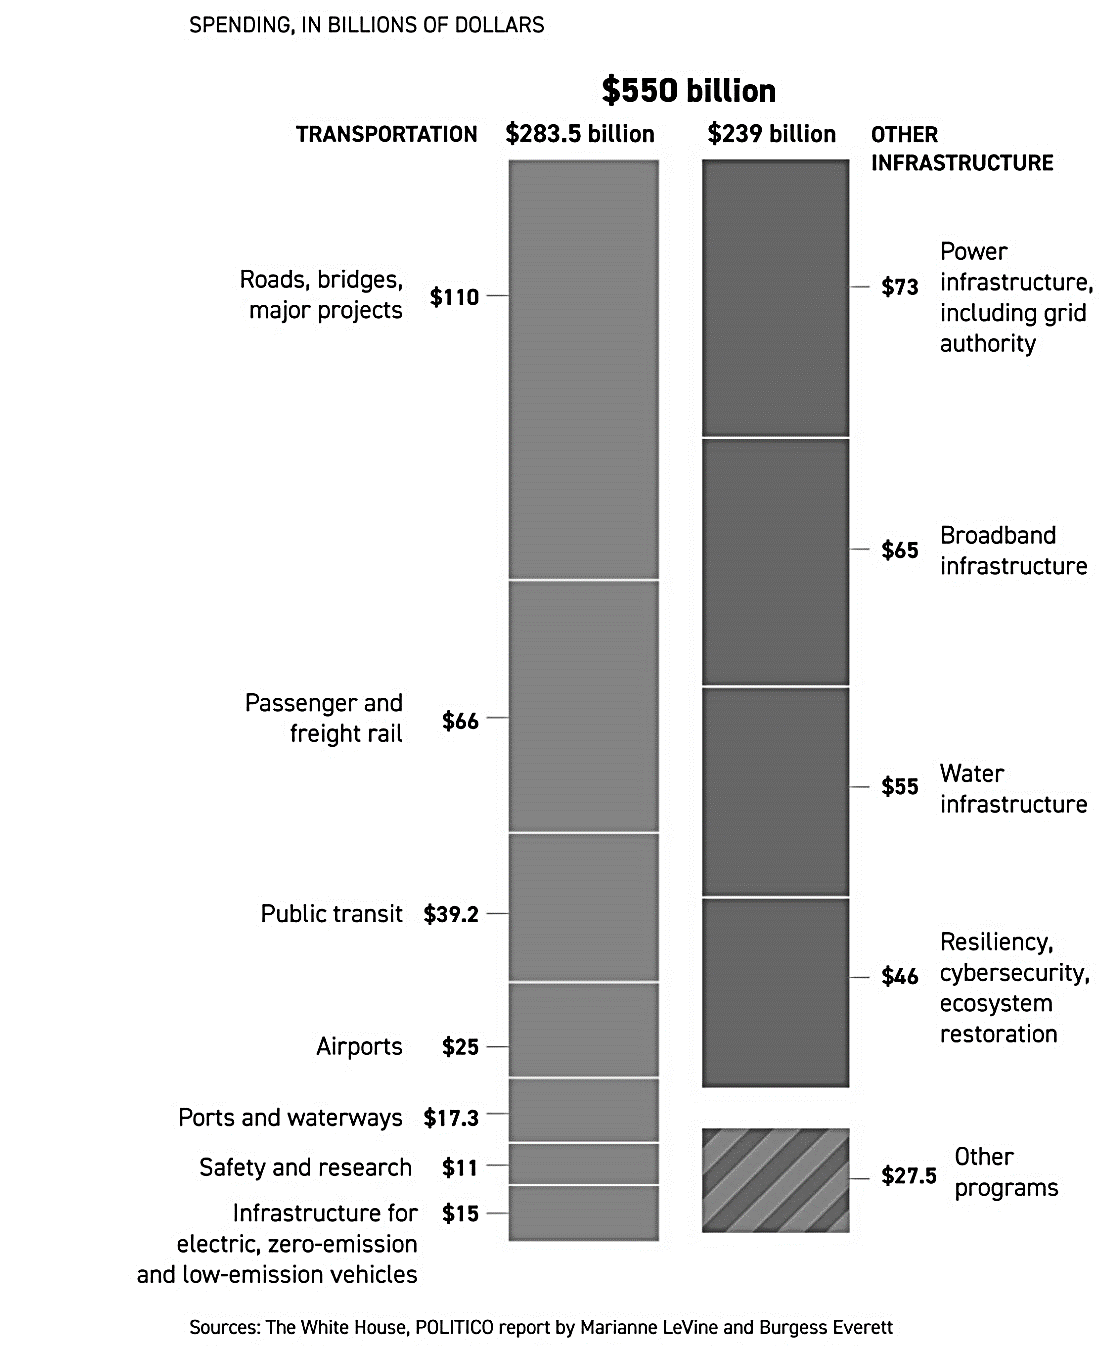 SPENDING, IN BILLIONS OF DOLLARS
$550 billion
TRANSPORTATION $283.5 billion $239 billion OTHER
INFRASTRUCTURE
Roads, bridges,
major projects
$110
Passenger and
freight rail
$66
Public transit $39.2
Airports $25
Ports and waterways $17.3
Safety and research $11
Infrastructure for
electric, zero-emission
and low-emission vehicles
$15
$73
Power
infrastructure,
including grid
authority
$65
Broadband
infrastructure
$55
Water
infrastructure
$46
Resiliency,
cybersecurity,
ecosystem
restoration
$27.5
Other
programs
Sources: The White House, POLITICO report by Marianne LeVine and Burgess Everett